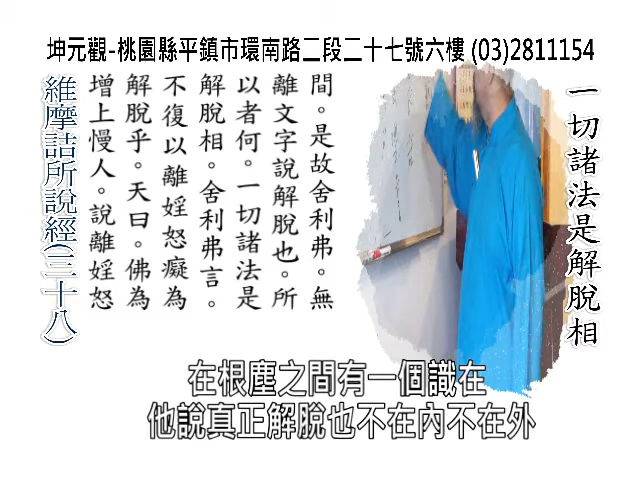 坤元觀-桃園縣平鎮市環南路二段二十七號六樓 (03)2811154
一切諸法是解脫相
間。是故舍利弗。無
離文字說解脫也。所
以者何。一切諸法是
解脫相。舍利弗言。
不復以離婬怒癡為
解脫乎。天曰。佛為
增上慢人。說離婬怒
維摩詰所說經(三十八)
在根塵之間有一個識在
他說真正解脫也不在內不在外